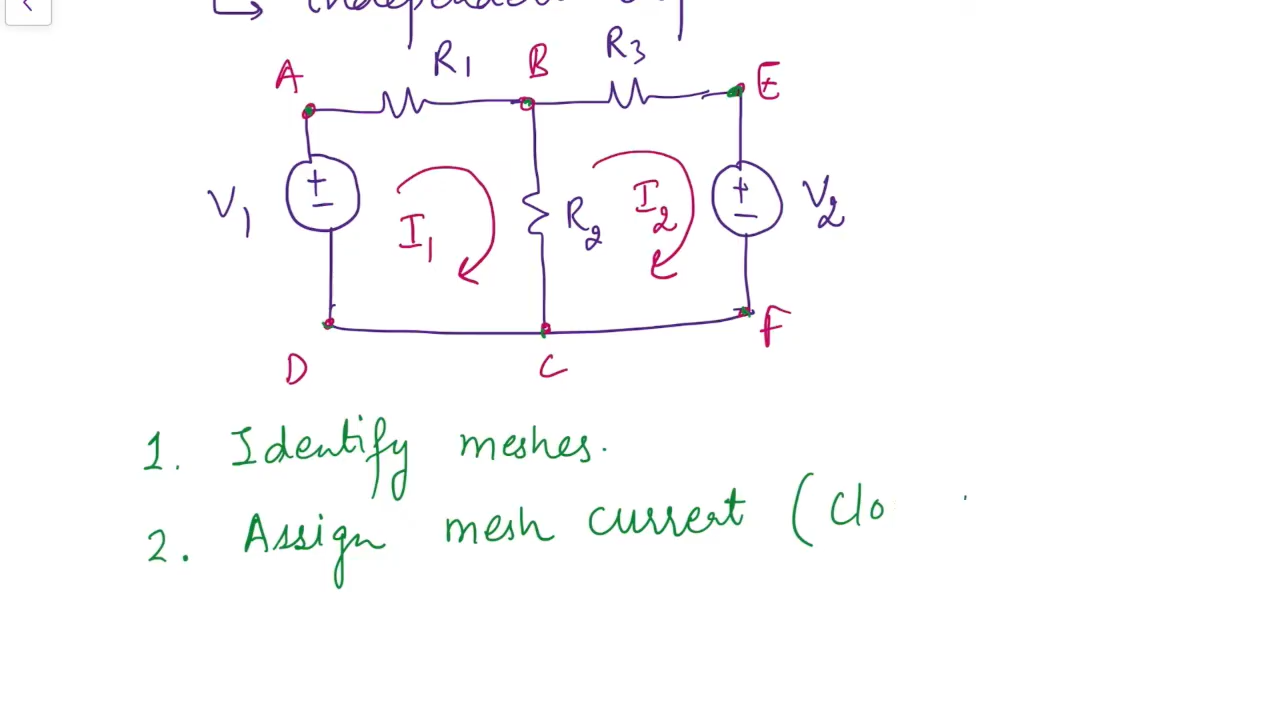 R1 B R3
A E
V1 + - I1 R2 I2 + - V2
D C F
1. Identify meshes.
2. Assign mesh current (Clo